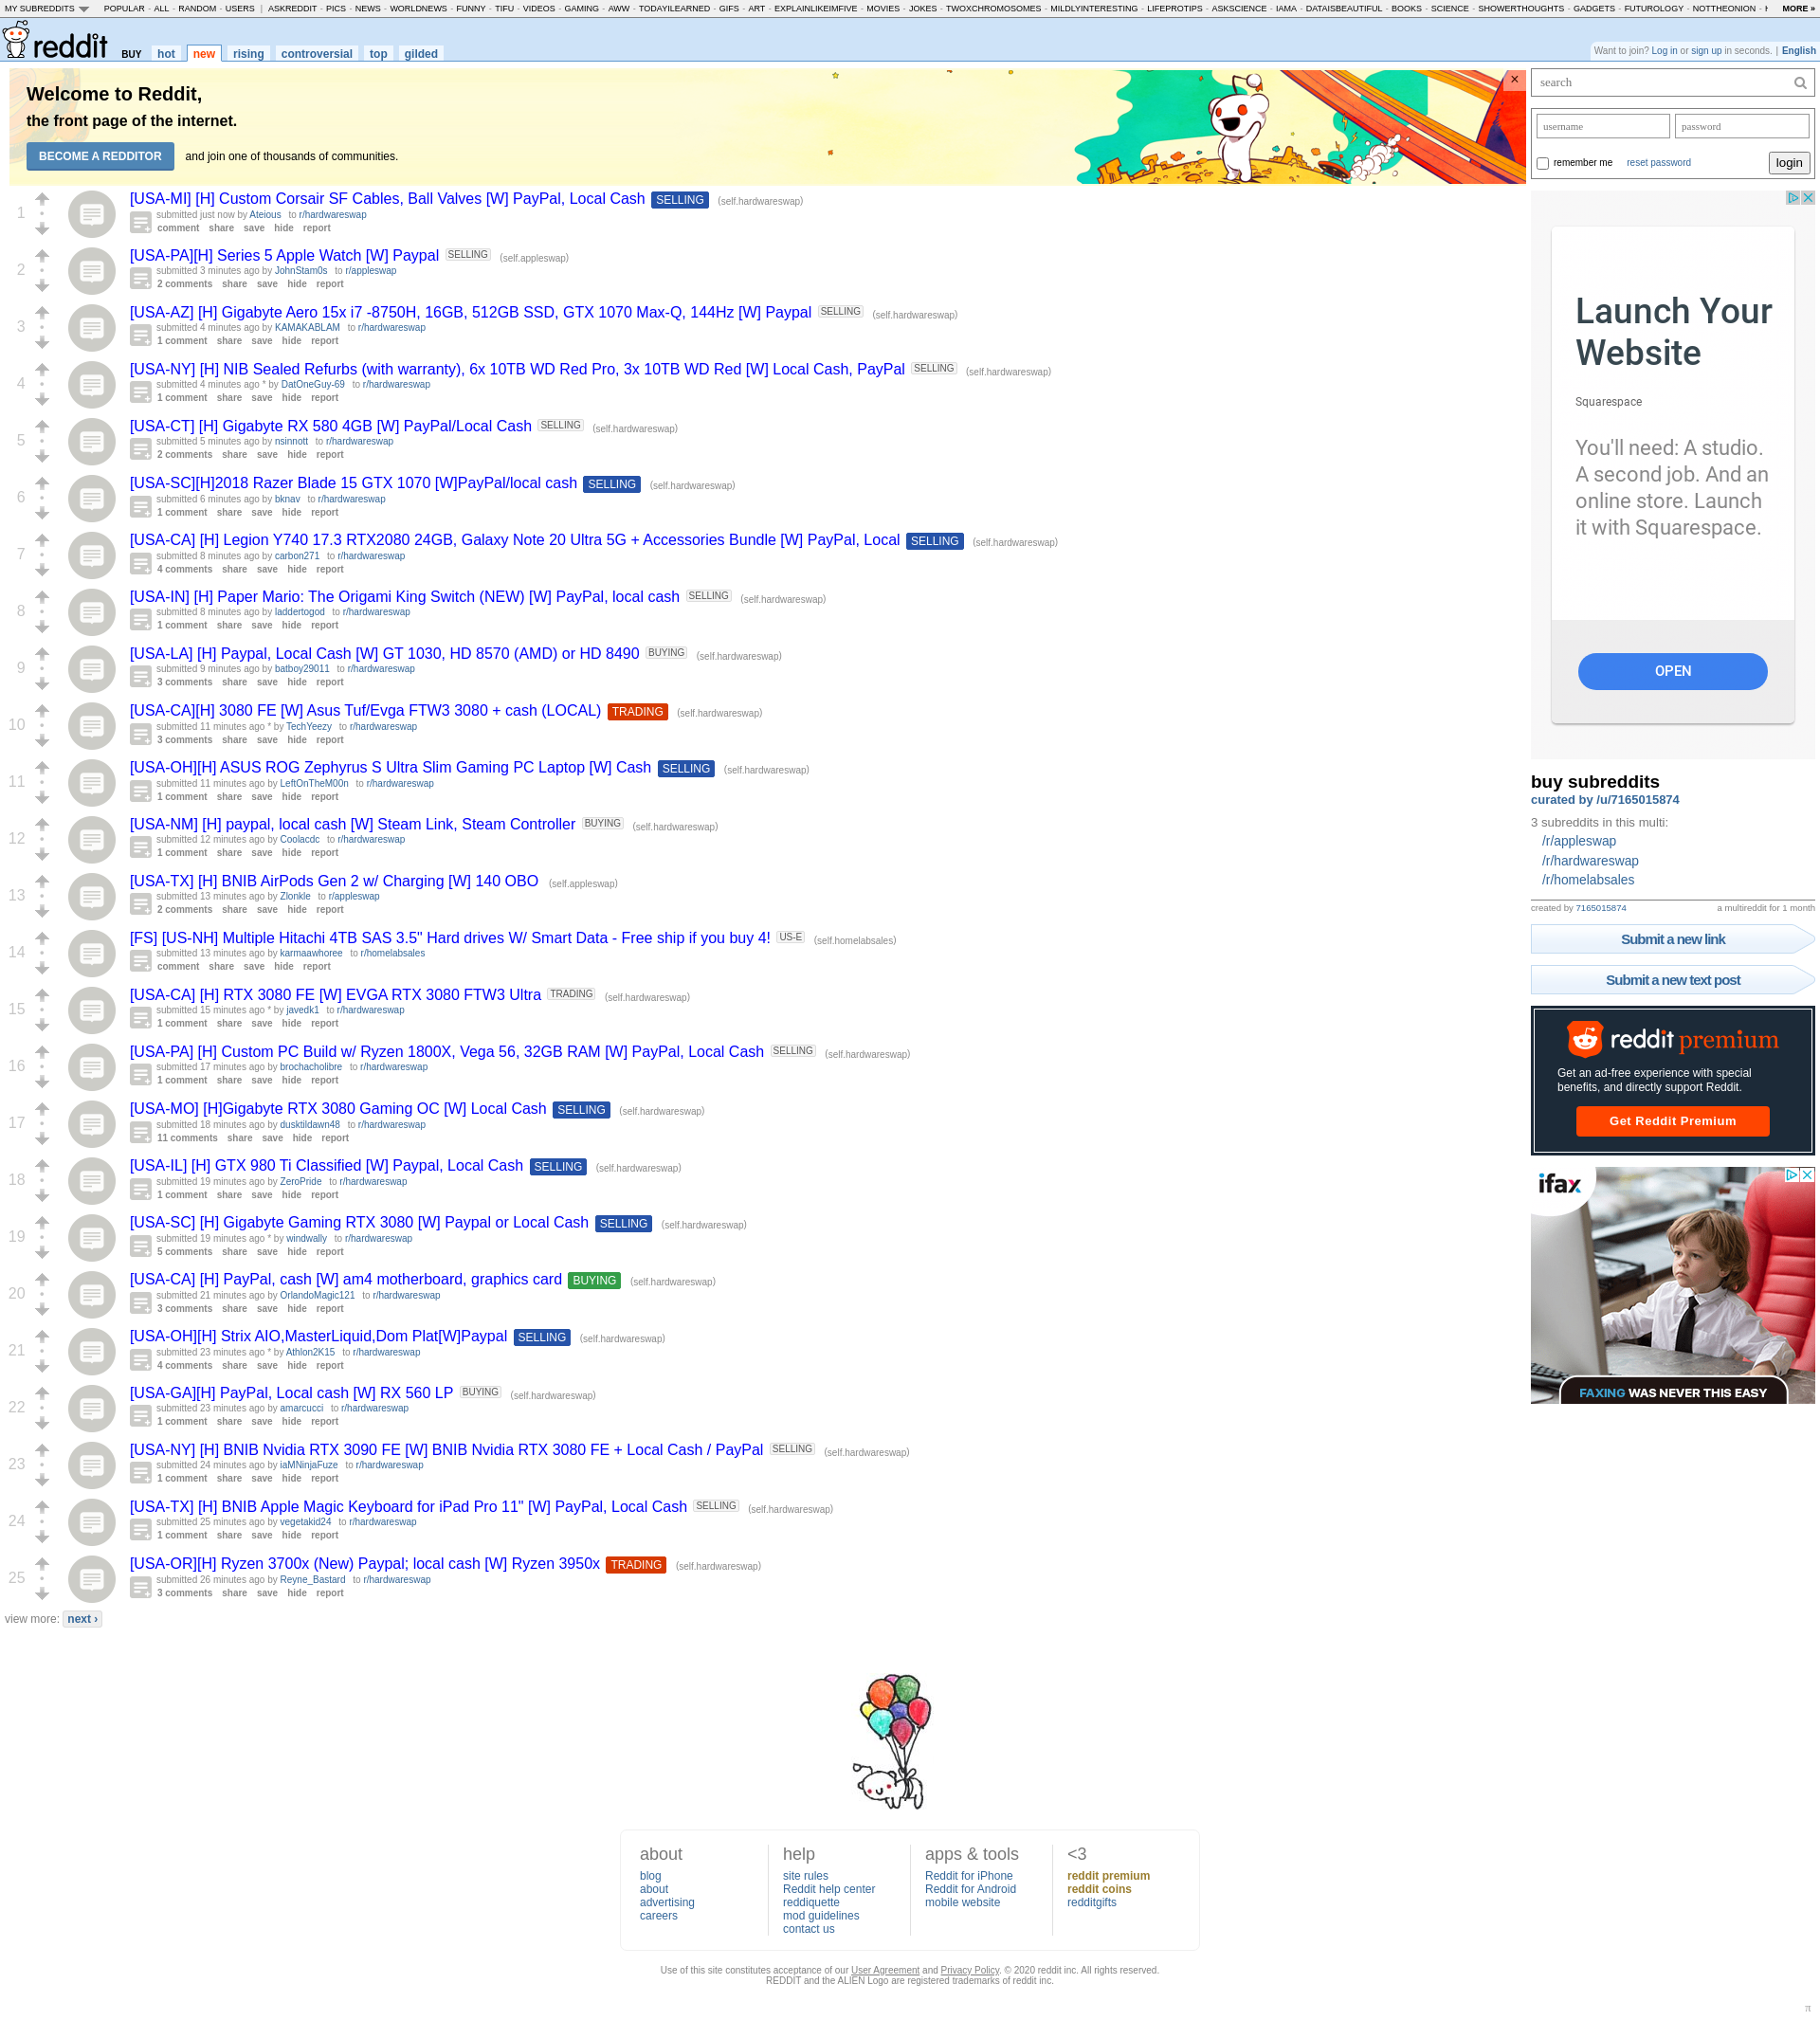 MY SUBREDDITS POPULAR - ALL - RANDOM - USERS | ASKREDDIT - PICS - NEWS - WORLDNEWS - FUNNY - TIFU - VIDEOS - GAMING - AWW - TODAYILEARNED - GIFS - ART - EXPLAINLIKEIMFIVE - MOVIES - JOKES - TWOXCHROMOSOMES - MILDLYINTERESTING - LIFEPROTIPS - ASKSCIENCE - IAMA - DATAISBEAUTIFUL - BOOKS - SCIENCE - SHOWERTHOUGHTS - GADGETS - FUTUROLOGY - NOTTHEONION - MORE »
reddit BUY hot new rising controversial top gilded
Want to join? Log in or sign up in seconds. | English
Welcome to Reddit,
the front page of the internet.
BECOME A REDDITOR and join one of thousands of communities.
×
search
username password
remember me reset password login
1 [USA-MI] [H] Custom Corsair SF Cables, Ball Valves [W] PayPal, Local Cash SELLING (self.hardwareswap)
submitted just now by Ateious to r/hardwareswap
comment share save hide report
2 [USA-PA][H] Series 5 Apple Watch [W] Paypal SELLING (self.appleswap)
submitted 3 minutes ago by JohnStam0s to r/appleswap
2 comments share save hide report
3 [USA-AZ] [H] Gigabyte Aero 15x i7 -8750H, 16GB, 512GB SSD, GTX 1070 Max-Q, 144Hz [W] Paypal SELLING (self.hardwareswap)
submitted 4 minutes ago by KAMAKABLAM to r/hardwareswap
1 comment share save hide report
4 [USA-NY] [H] NIB Sealed Refurbs (with warranty), 6x 10TB WD Red Pro, 3x 10TB WD Red [W] Local Cash, PayPal SELLING (self.hardwareswap)
submitted 4 minutes ago * by DatOneGuy-69 to r/hardwareswap
1 comment share save hide report
5 [USA-CT] [H] Gigabyte RX 580 4GB [W] PayPal/Local Cash SELLING (self.hardwareswap)
submitted 5 minutes ago by nsinnott to r/hardwareswap
2 comments share save hide report
6 [USA-SC][H]2018 Razer Blade 15 GTX 1070 [W]PayPal/local cash SELLING (self.hardwareswap)
submitted 6 minutes ago by bknav to r/hardwareswap
1 comment share save hide report
7 [USA-CA] [H] Legion Y740 17.3 RTX2080 24GB, Galaxy Note 20 Ultra 5G + Accessories Bundle [W] PayPal, Local SELLING (self.hardwareswap)
submitted 8 minutes ago by carbon271 to r/hardwareswap
4 comments share save hide report
8 [USA-IN] [H] Paper Mario: The Origami King Switch (NEW) [W] PayPal, local cash SELLING (self.hardwareswap)
submitted 8 minutes ago by laddertogod to r/hardwareswap
1 comment share save hide report
9 [USA-LA] [H] Paypal, Local Cash [W] GT 1030, HD 8570 (AMD) or HD 8490 BUYING (self.hardwareswap)
submitted 9 minutes ago by batboy29011 to r/hardwareswap
3 comments share save hide report
10 [USA-CA][H] 3080 FE [W] Asus Tuf/Evga FTW3 3080 + cash (LOCAL) TRADING (self.hardwareswap)
submitted 11 minutes ago * by TechYeezy to r/hardwareswap
3 comments share save hide report
11 [USA-OH][H] ASUS ROG Zephyrus S Ultra Slim Gaming PC Laptop [W] Cash SELLING (self.hardwareswap)
submitted 11 minutes ago by LeftOnTheM00n to r/hardwareswap
1 comment share save hide report
12 [USA-NM] [H] paypal, local cash [W] Steam Link, Steam Controller BUYING (self.hardwareswap)
submitted 12 minutes ago by Coolacdc to r/hardwareswap
1 comment share save hide report
13 [USA-TX] [H] BNIB AirPods Gen 2 w/ Charging [W] 140 OBO (self.appleswap)
submitted 13 minutes ago by Zlonkle to r/appleswap
2 comments share save hide report
14 [FS] [US-NH] Multiple Hitachi 4TB SAS 3.5" Hard drives W/ Smart Data - Free ship if you buy 4! US-E (self.homelabsales)
submitted 13 minutes ago by karmaawhoree to r/homelabsales
comment share save hide report
15 [USA-CA] [H] RTX 3080 FE [W] EVGA RTX 3080 FTW3 Ultra TRADING (self.hardwareswap)
submitted 15 minutes ago * by javedk1 to r/hardwareswap
1 comment share save hide report
16 [USA-PA] [H] Custom PC Build w/ Ryzen 1800X, Vega 56, 32GB RAM [W] PayPal, Local Cash SELLING (self.hardwareswap)
submitted 17 minutes ago by brochacholibre to r/hardwareswap
1 comment share save hide report
17 [USA-MO] [H]Gigabyte RTX 3080 Gaming OC [W] Local Cash SELLING (self.hardwareswap)
submitted 18 minutes ago by dusktildawn48 to r/hardwareswap
11 comments share save hide report
18 [USA-IL] [H] GTX 980 Ti Classified [W] Paypal, Local Cash SELLING (self.hardwareswap)
submitted 19 minutes ago by ZeroPride to r/hardwareswap
1 comment share save hide report
19 [USA-SC] [H] Gigabyte Gaming RTX 3080 [W] Paypal or Local Cash SELLING (self.hardwareswap)
submitted 19 minutes ago * by windwally to r/hardwareswap
5 comments share save hide report
20 [USA-CA] [H] PayPal, cash [W] am4 motherboard, graphics card BUYING (self.hardwareswap)
submitted 21 minutes ago by OrlandoMagic121 to r/hardwareswap
3 comments share save hide report
21 [USA-OH][H] Strix AIO,MasterLiquid,Dom Plat[W]Paypal SELLING (self.hardwareswap)
submitted 23 minutes ago * by Athlon2K15 to r/hardwareswap
4 comments share save hide report
22 [USA-GA][H] PayPal, Local cash [W] RX 560 LP BUYING (self.hardwareswap)
submitted 23 minutes ago by amarcucci to r/hardwareswap
1 comment share save hide report
23 [USA-NY] [H] BNIB Nvidia RTX 3090 FE [W] BNIB Nvidia RTX 3080 FE + Local Cash / PayPal SELLING (self.hardwareswap)
submitted 24 minutes ago by iaMNinjaFuze to r/hardwareswap
1 comment share save hide report
24 [USA-TX] [H] BNIB Apple Magic Keyboard for iPad Pro 11" [W] PayPal, Local Cash SELLING (self.hardwareswap)
submitted 25 minutes ago by vegetakid24 to r/hardwareswap
1 comment share save hide report
25 [USA-OR][H] Ryzen 3700x (New) Paypal; local cash [W] Ryzen 3950x TRADING (self.hardwareswap)
submitted 26 minutes ago by Reyne_Bastard to r/hardwareswap
3 comments share save hide report
view more: next ›
Launch Your
Website
Squarespace
You'll need: A studio.
A second job. And an
online store. Launch
it with Squarespace.
OPEN
buy subreddits
curated by /u/7165015874
3 subreddits in this multi:
/r/appleswap
/r/hardwareswap
/r/homelabsales
created by 7165015874 a multireddit for 1 month
Submit a new link
Submit a new text post
reddit premium
Get an ad-free experience with special
benefits, and directly support Reddit.
Get Reddit Premium
ifax
FAXING WAS NEVER THIS EASY
about
blog
about
advertising
careers
help
site rules
Reddit help center
reddiquette
mod guidelines
contact us
apps & tools
Reddit for iPhone
Reddit for Android
mobile website
<3
reddit premium
reddit coins
redditgifts
Use of this site constitutes acceptance of our User Agreement and Privacy Policy. © 2020 reddit inc. All rights reserved.
REDDIT and the ALIEN Logo are registered trademarks of reddit inc.
π